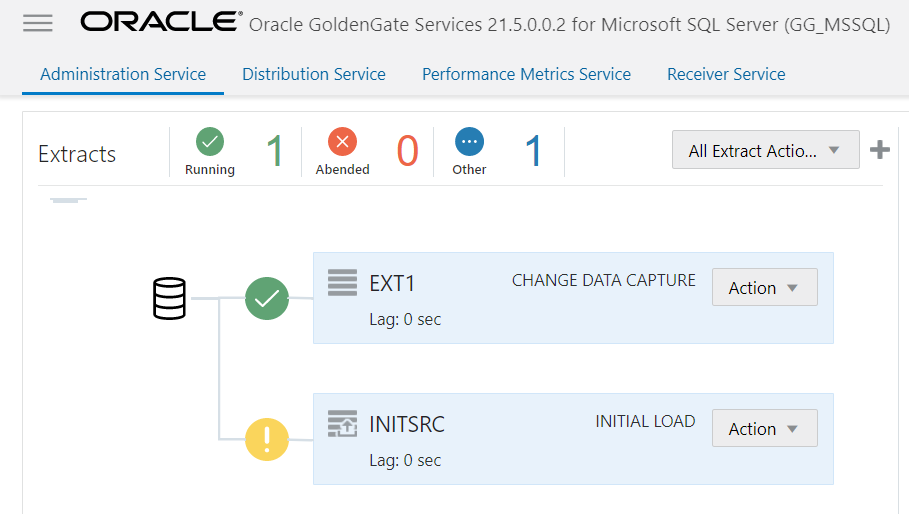 ORACLE® Oracle GoldenGate Services 21.5.0.0.2 for Microsoft SQL Server (GG_MSSQL)
Administration Service Distribution Service Performance Metrics Service Receiver Service
Extracts
Running 1
Abended 0
Other 1
All Extract Actio...
EXT1 CHANGE DATA CAPTURE Action
Lag: 0 sec
INITSRC INITIAL LOAD Action
Lag: 0 sec